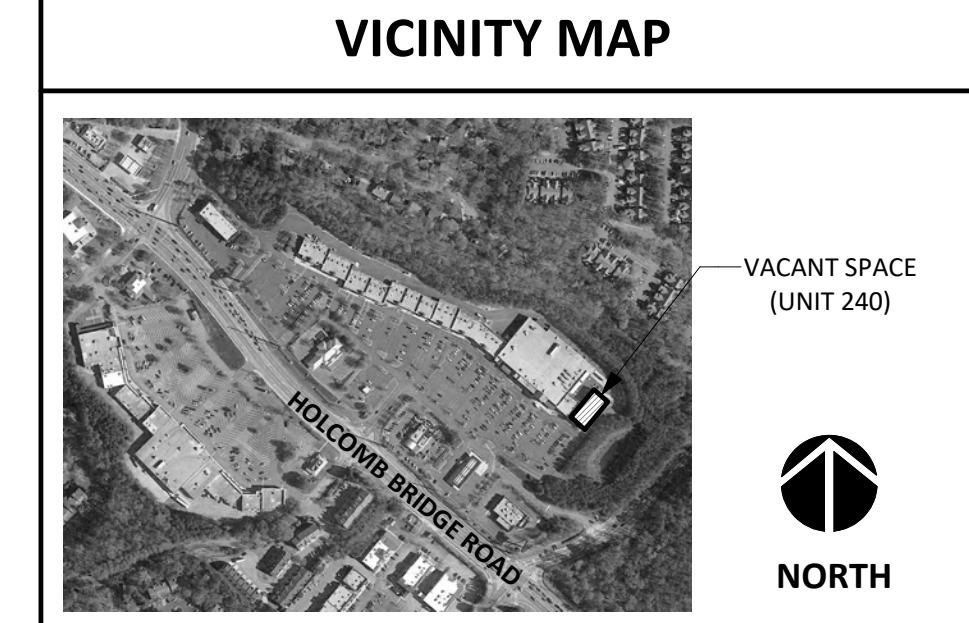 VICINITY MAP
VACANT SPACE
(UNIT 240)
HOLCOMB BRIDGE ROAD
NORTH